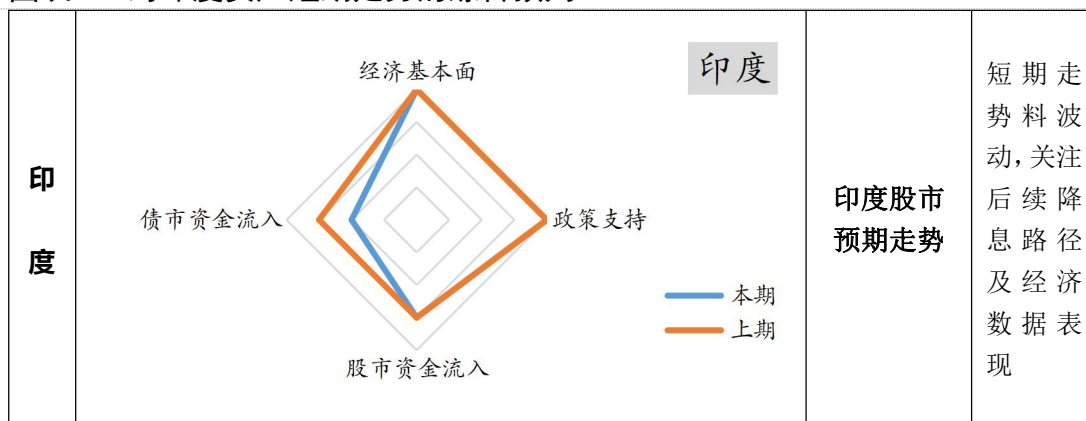 印
度
印度
经济基本面
债市资金流入
政策支持
股市资金流入
本期
上期
印度股市
预期走势
短期走
势料波
动，关注
后续降
息路径
及经济
数据表
现